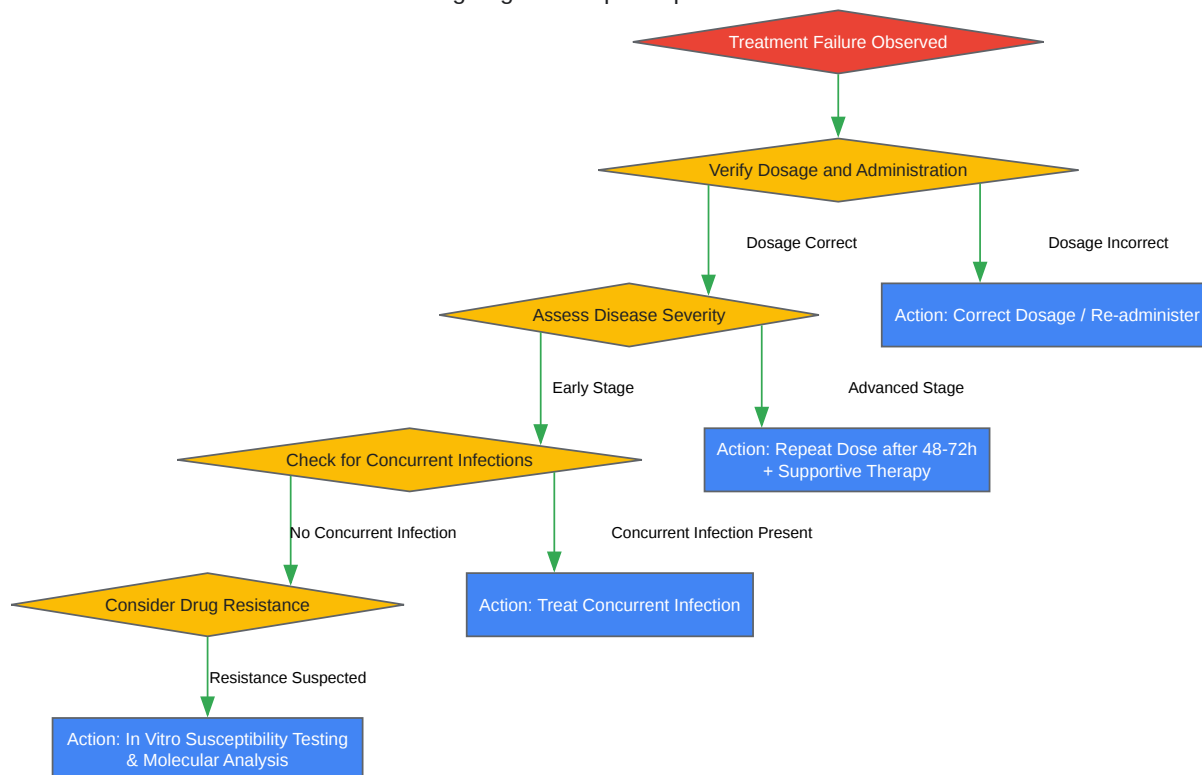 Treatment Failure Observed
Verify Dosage and Administration
Dosage Correct
Dosage Incorrect
Assess Disease Severity
Action: Correct Dosage / Re-administer
Early Stage
Advanced Stage
Check for Concurrent Infections
Action: Repeat Dose after 48-72h
+ Supportive Therapy
No Concurrent Infection
Concurrent Infection Present
Consider Drug Resistance
Action: Treat Concurrent Infection
Resistance Suspected
Action: In Vitro Susceptibility Testing
& Molecular Analysis